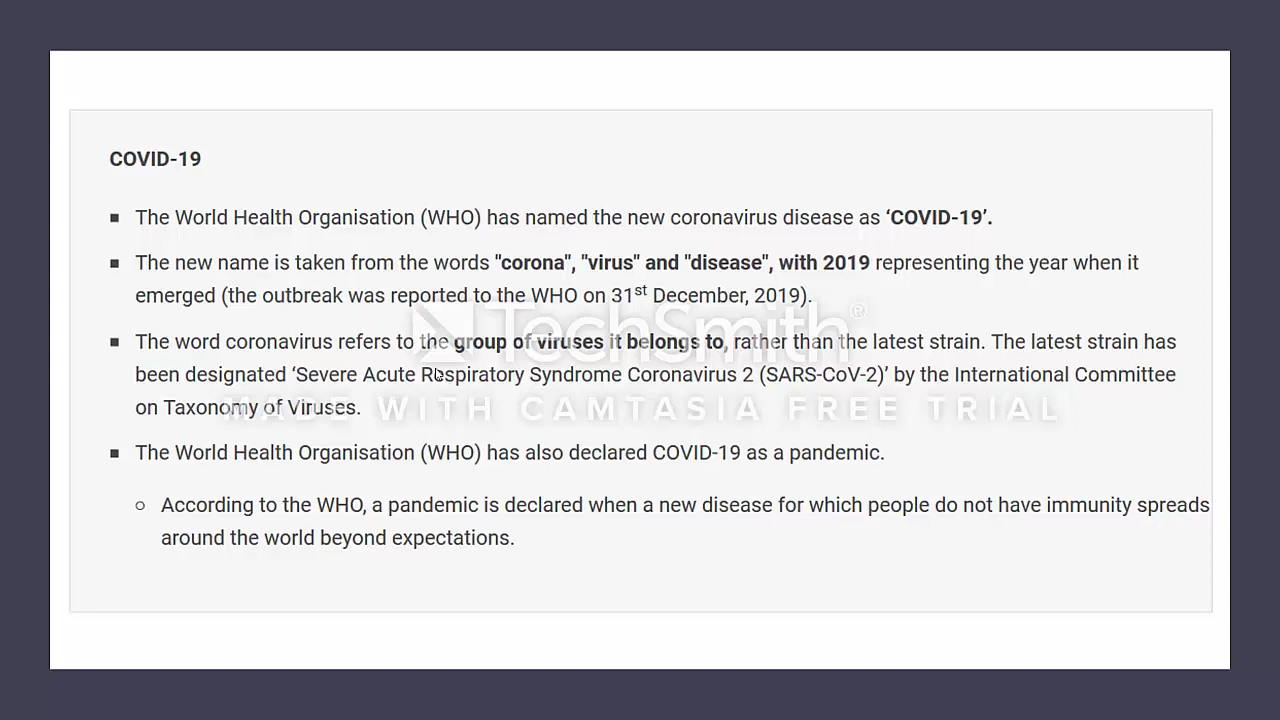 COVID-19
The World Health Organisation (WHO) has named the new coronavirus disease as ‘COVID-19’.
The new name is taken from the words "corona", "virus" and "disease", with 2019 representing the year when it
emerged (the outbreak was reported to the WHO on 31st December, 2019).
TechSmith®
The word coronavirus refers to the group of viruses it belongs to, rather than the latest strain. The latest strain has
been designated ‘Severe Acute Respiratory Syndrome Coronavirus 2 (SARS-CoV-2)’ by the International Committee
on Taxonomy of Viruses.
MADE WITH CAMTASIA FREE TRIAL
The World Health Organisation (WHO) has also declared COVID-19 as a pandemic.
According to the WHO, a pandemic is declared when a new disease for which people do not have immunity spreads
around the world beyond expectations.